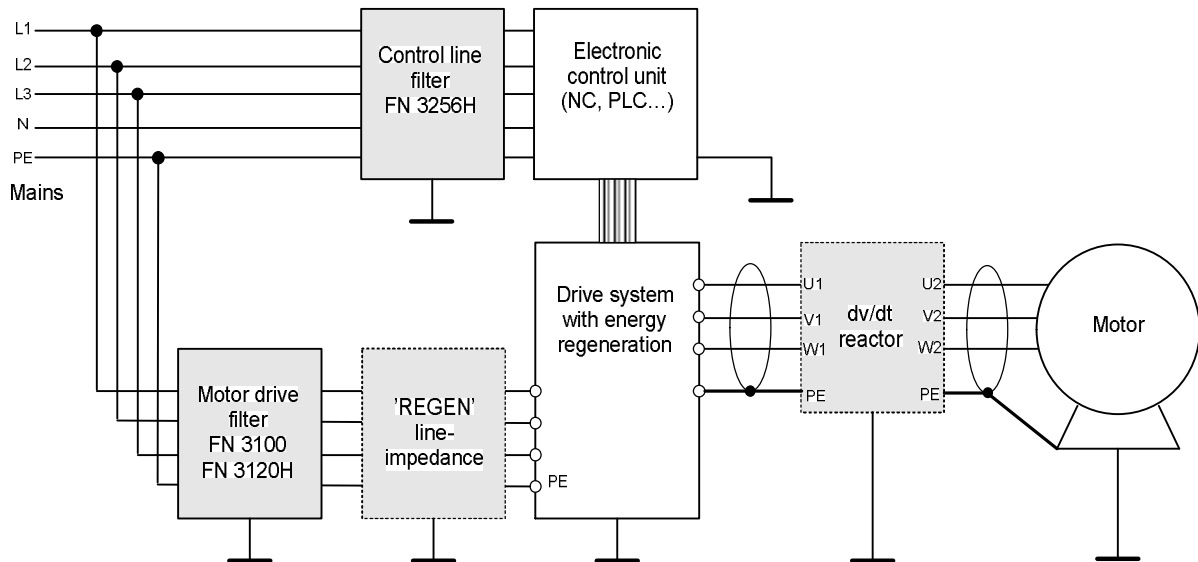 L1
L2
L3
N
PE
Mains
Control line
filter
FN 3256H
Electronic
control unit
(NC, PLC…)
Motor drive
filter
FN 3100
FN 3120H
'REGEN'
line-
impedance
Drive system
with energy
regeneration
PE
U1
V1
W1
PE
dv/dt
reactor
U2
V2
W2
PE
Motor